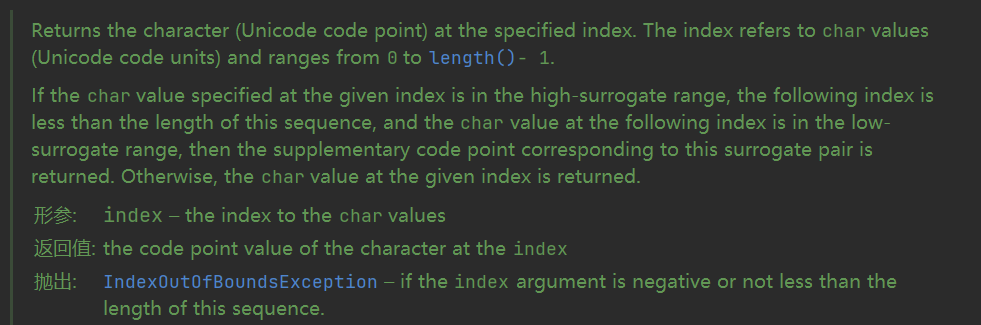 Returns the character (Unicode code point) at the specified index. The index refers to char values
(Unicode code units) and ranges from 0 to length()- 1.
If the char value specified at the given index is in the high-surrogate range, the following index is
less than the length of this sequence, and the char value at the following index is in the low-
surrogate range, then the supplementary code point corresponding to this surrogate pair is
returned. Otherwise, the char value at the given index is returned.
形参: index – the index to the char values
返回值: the code point value of the character at the index
抛出: IndexOutOfBoundsException – if the index argument is negative or not less than the
length of this sequence.